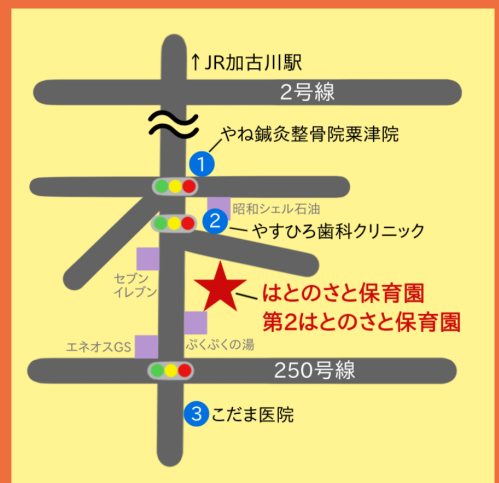 ↑JR加古川駅
2号線
やね鍼灸整骨院粟津院
1
昭和シェル石油
2
やすひろ歯科クリニック
セブン
イレブン
はとのさと保育園
第2はとのさと保育園
ぷくぷくの湯
エネオスGS
250号線
3
こだま医院